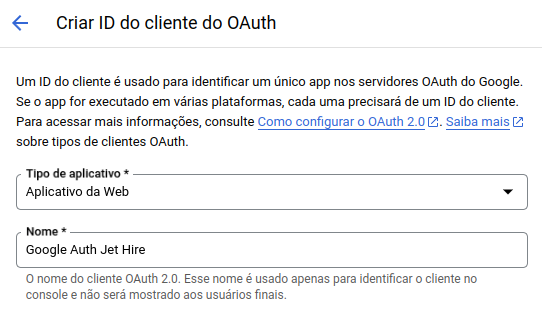 Criar ID do cliente do OAuth
Um ID do cliente é usado para identificar um único app nos servidores OAuth do Google.
Se o app for executado em várias plataformas, cada uma precisará de um ID do cliente.
Para acessar mais informações, consulte Como configurar o OAuth 2.0. Saiba mais
sobre tipos de clientes OAuth.
Tipo de aplicativo *
Aplicativo da Web
Nome *
Google Auth Jet Hire
O nome do cliente OAuth 2.0. Esse nome é usado apenas para identificar o cliente no
console e não será mostrado aos usuários finais.